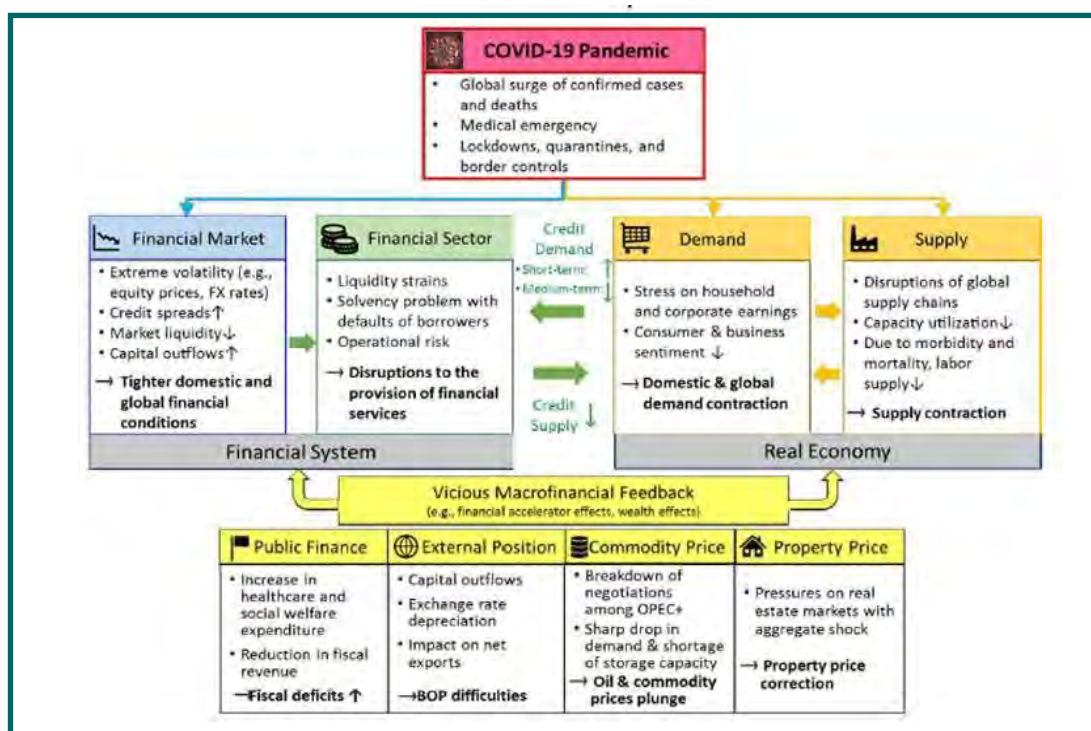 COVID-19 Pandemic
• Global surge of confirmed cases
and deaths
• Medical emergency
• Lockdowns, quarantines, and
border controls
Financial Market
• Extreme volatility (e.g.,
equity prices, FX rates)
• Credit spreads↑
• Market liquidity↓
• Capital outflows↑
→ Tighter domestic and
global financial
conditions
Financial Sector
• Liquidity strains
• Solvency problem with
defaults of borrowers
• Operational risk
→ Disruptions to the
provision of financial
services
Financial System
Credit
Demand
• Short-term: ↑
• Medium-term: ↓
Credit
Supply ↓
Demand
• Stress on household
and corporate earnings
• Consumer & business
sentiment ↓
→ Domestic & global
demand contraction
Supply
• Disruptions of global
supply chains
• Capacity utilization↓
• Due to morbidity and
mortality, labor
supply↓
→ Supply contraction
Real Economy
Vicious Macrofinancial Feedback
(e.g., financial accelerator effects, wealth effects)
Public Finance
• Increase in
healthcare and
social welfare
expenditure
• Reduction in fiscal
revenue
→Fiscal deficits ↑
External Position
• Capital outflows
• Exchange rate
depreciation
• Impact on net
exports
→BOP difficulties
Commodity Price
• Breakdown of
negotiations
among OPEC+
• Sharp drop in
demand & shortage
of storage capacity
→ Oil & commodity
prices plunge
Property Price
• Pressures on real
estate markets with
aggregate shock
→ Property price
correction